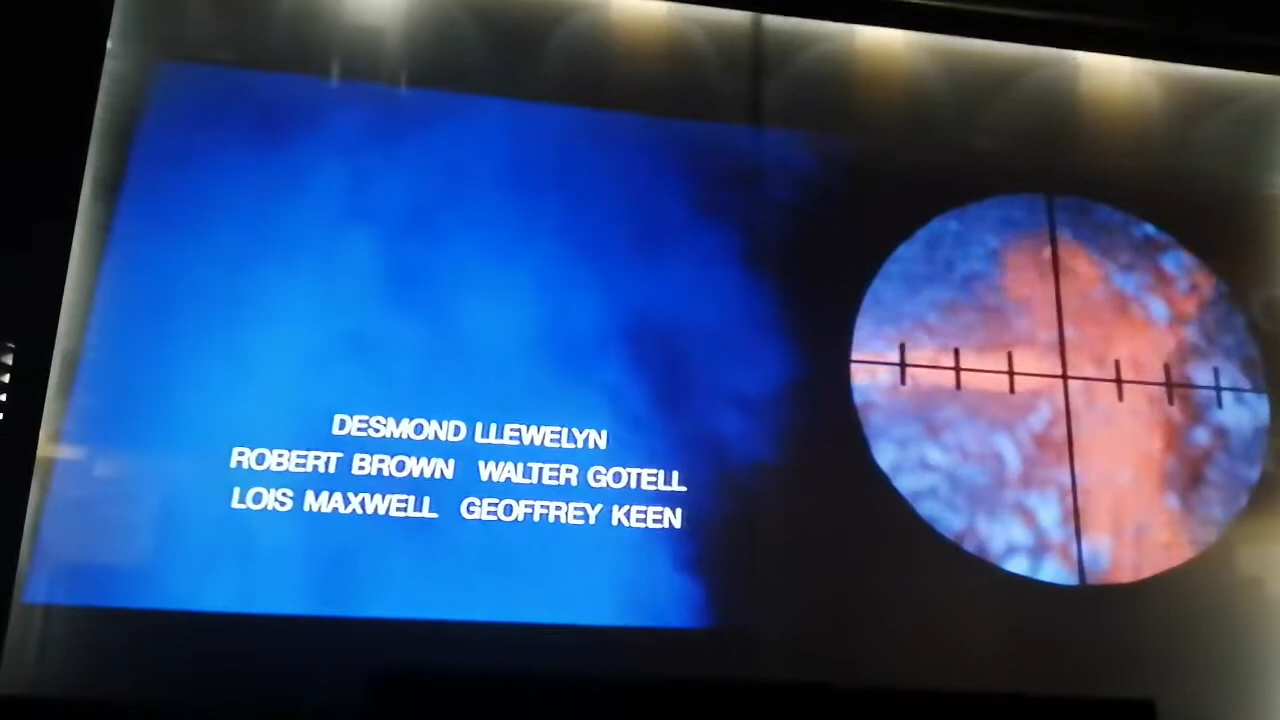 DESMOND LLEWELYN
ROBERT BROWN WALTER GOTELL
LOIS MAXWELL GEOFFREY KEEN